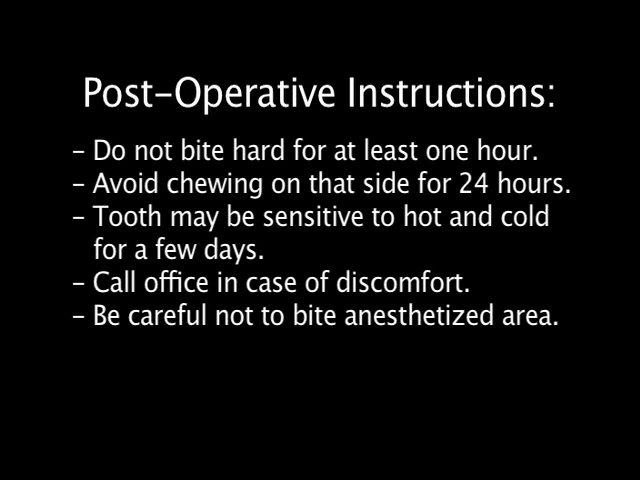 Post-Operative Instructions:
- Do not bite hard for at least one hour.
- Avoid chewing on that side for 24 hours.
- Tooth may be sensitive to hot and cold
for a few days.
- Call office in case of discomfort.
- Be careful not to bite anesthetized area.